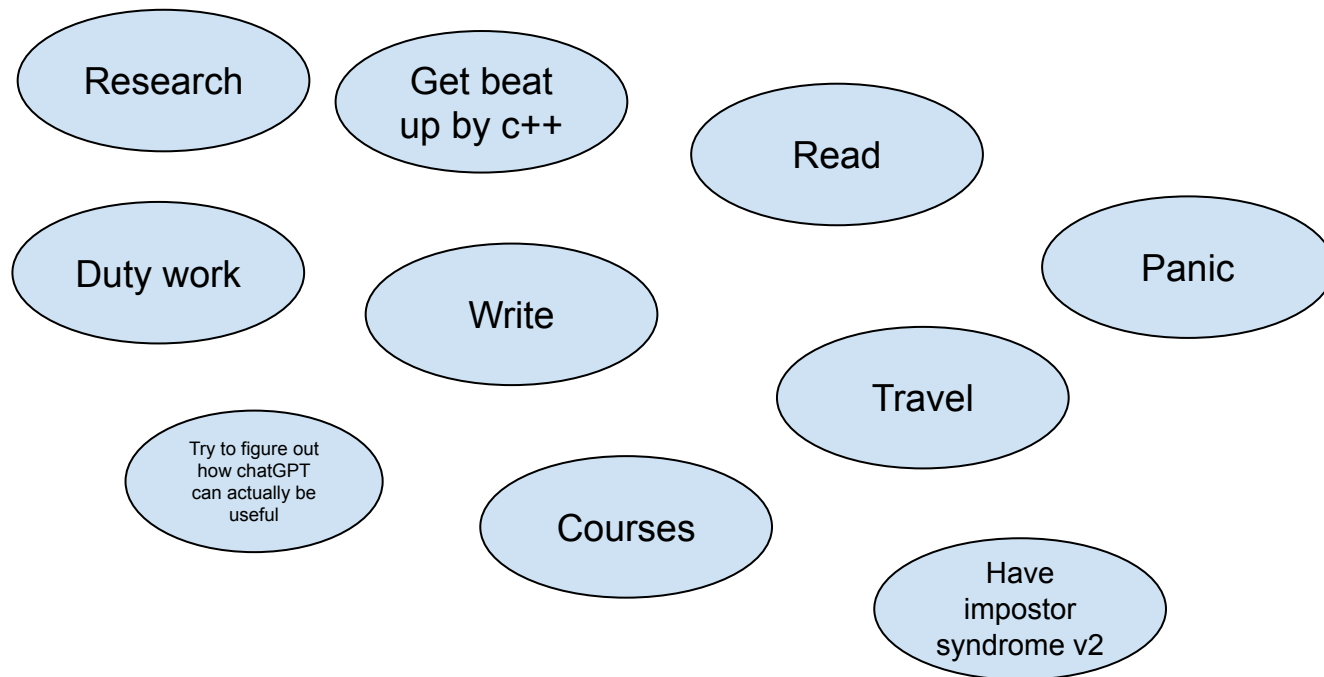 Research
Get beat
up by c++
Read
Duty work
Write
Panic
Travel
Try to figure out
how chatGPT
can actually be
useful
Courses
Have
impostor
syndrome v2